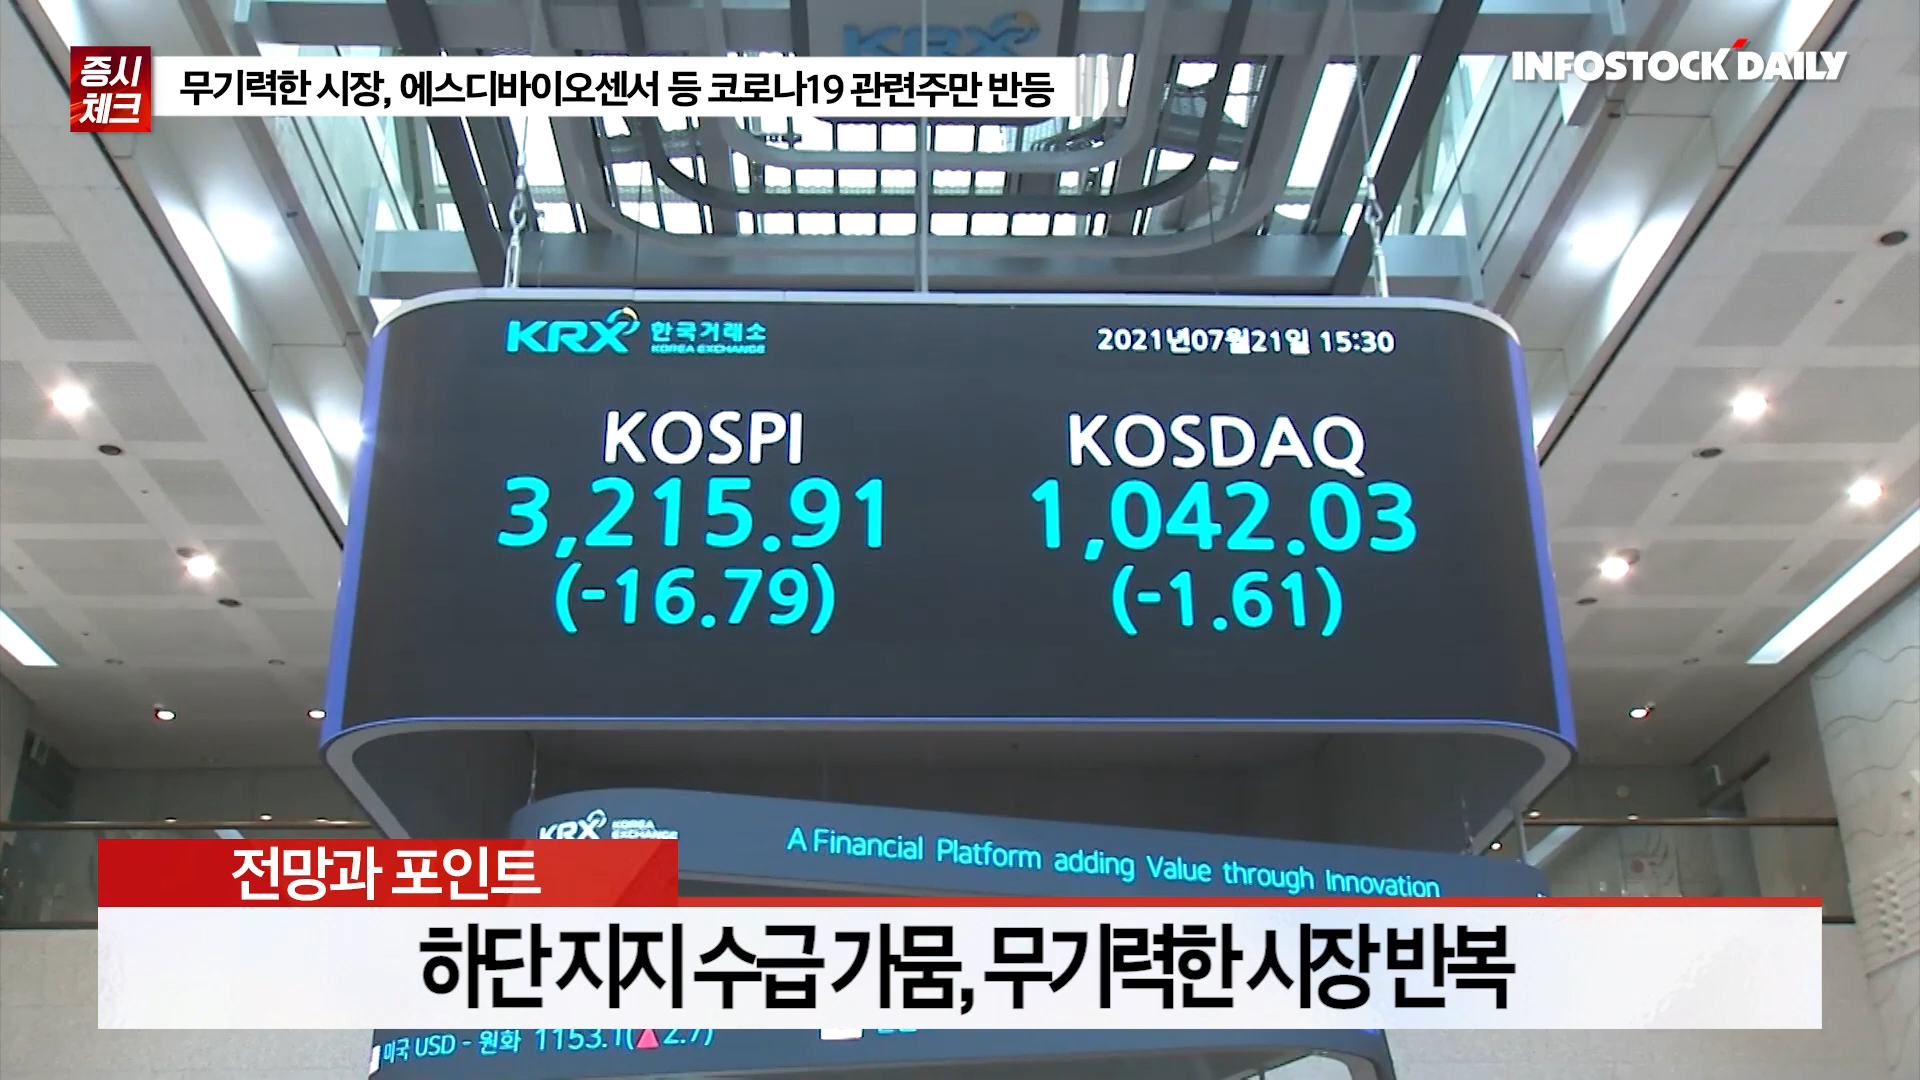 KRX
증시
체크
무기력한 시장, 에스디바이오센서 등 코로나19 관련주만 반등
INFOSTOCK DAILY
KRX 한국거래소
KOREA EXCHANGE
2021년07월21일 15:30
KOSPI
3,215.91
(-16.79)
KOSDAQ
1,042.03
(-1.61)
KRX KOREA
EXCHANGE
A Financial Platform adding Value through Innovation
전망과 포인트
하단 지지 수급 가뭄, 무기력한 시장 반복
미국 USD - 원화 1153.1(▲2.7)